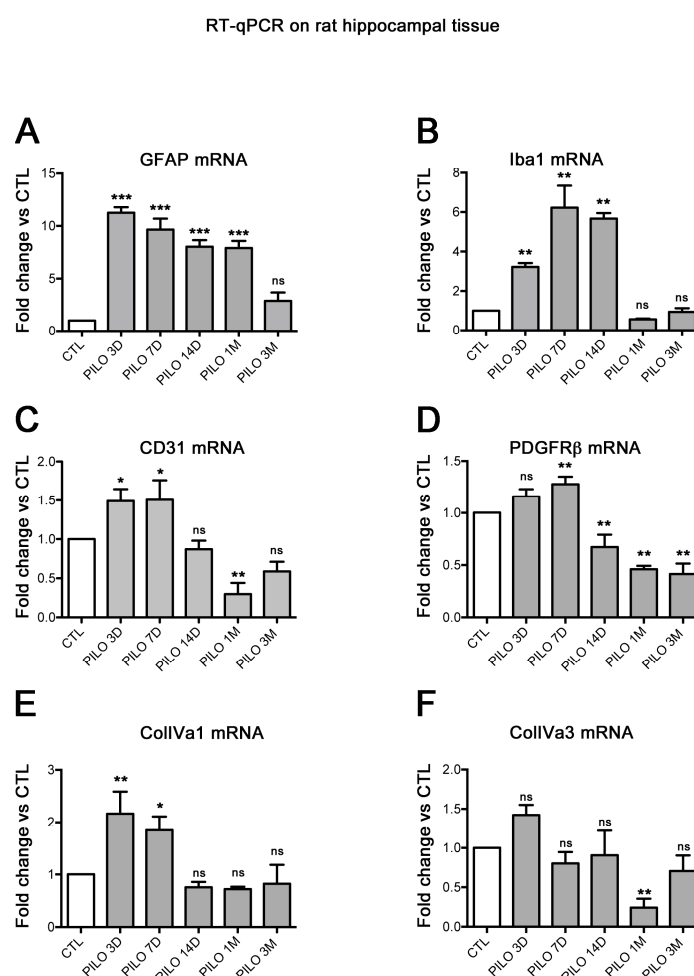 RT-qPCR on rat hippocampal tissue
A
GFAP mRNA
Fold change vs CTL
15
10
5
0
***
***
***
***
ns
CTL
PILO 3D
PILO 7D
PILO 14D
PILO 1M
PILO 3M
B
Iba1 mRNA
Fold change vs CTL
8
6
4
2
0
**
**
**
ns
ns
CTL
PILO 3D
PILO 7D
PILO 14D
PILO 1M
PILO 3M
C
CD31 mRNA
Fold change vs CTL
2.0
1.5
1.0
0.5
0.0
*
*
ns
**
ns
CTL
PILO 3D
PILO 7D
PILO 14D
PILO 1M
PILO 3M
D
PDGFRβ mRNA
Fold change vs CTL
1.5
1.0
0.5
0.0
ns
**
**
**
**
CTL
PILO 3D
PILO 7D
PILO 14D
PILO 1M
PILO 3M
E
CollVa1 mRNA
Fold change vs CTL
3
2
1
0
**
*
ns
ns
ns
CTL
PILO 3D
PILO 7D
PILO 14D
PILO 1M
PILO 3M
F
CollVa3 mRNA
Fold change vs CTL
2.0
1.5
1.0
0.5
0.0
ns
ns
ns
**
ns
CTL
PILO 3D
PILO 7D
PILO 14D
PILO 1M
PILO 3M